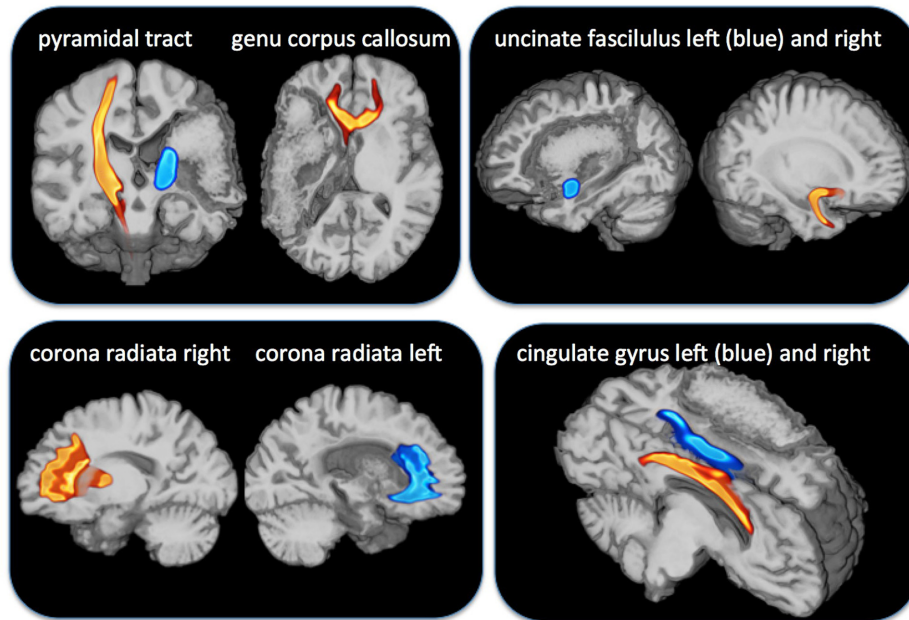 pyramidal tract
genu corpus callosum
uncinate fascilulus left (blue) and right
corona radiata right
corona radiata left
cingulate gyrus left (blue) and right